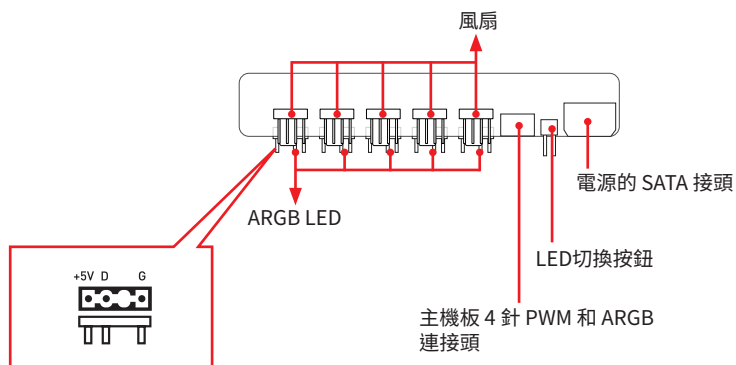 風扇
電源的 SATA 接頭
ARGB LED
LED切換按鈕
+5V D G
主機板 4 針 PWM 和 ARGB
連接頭